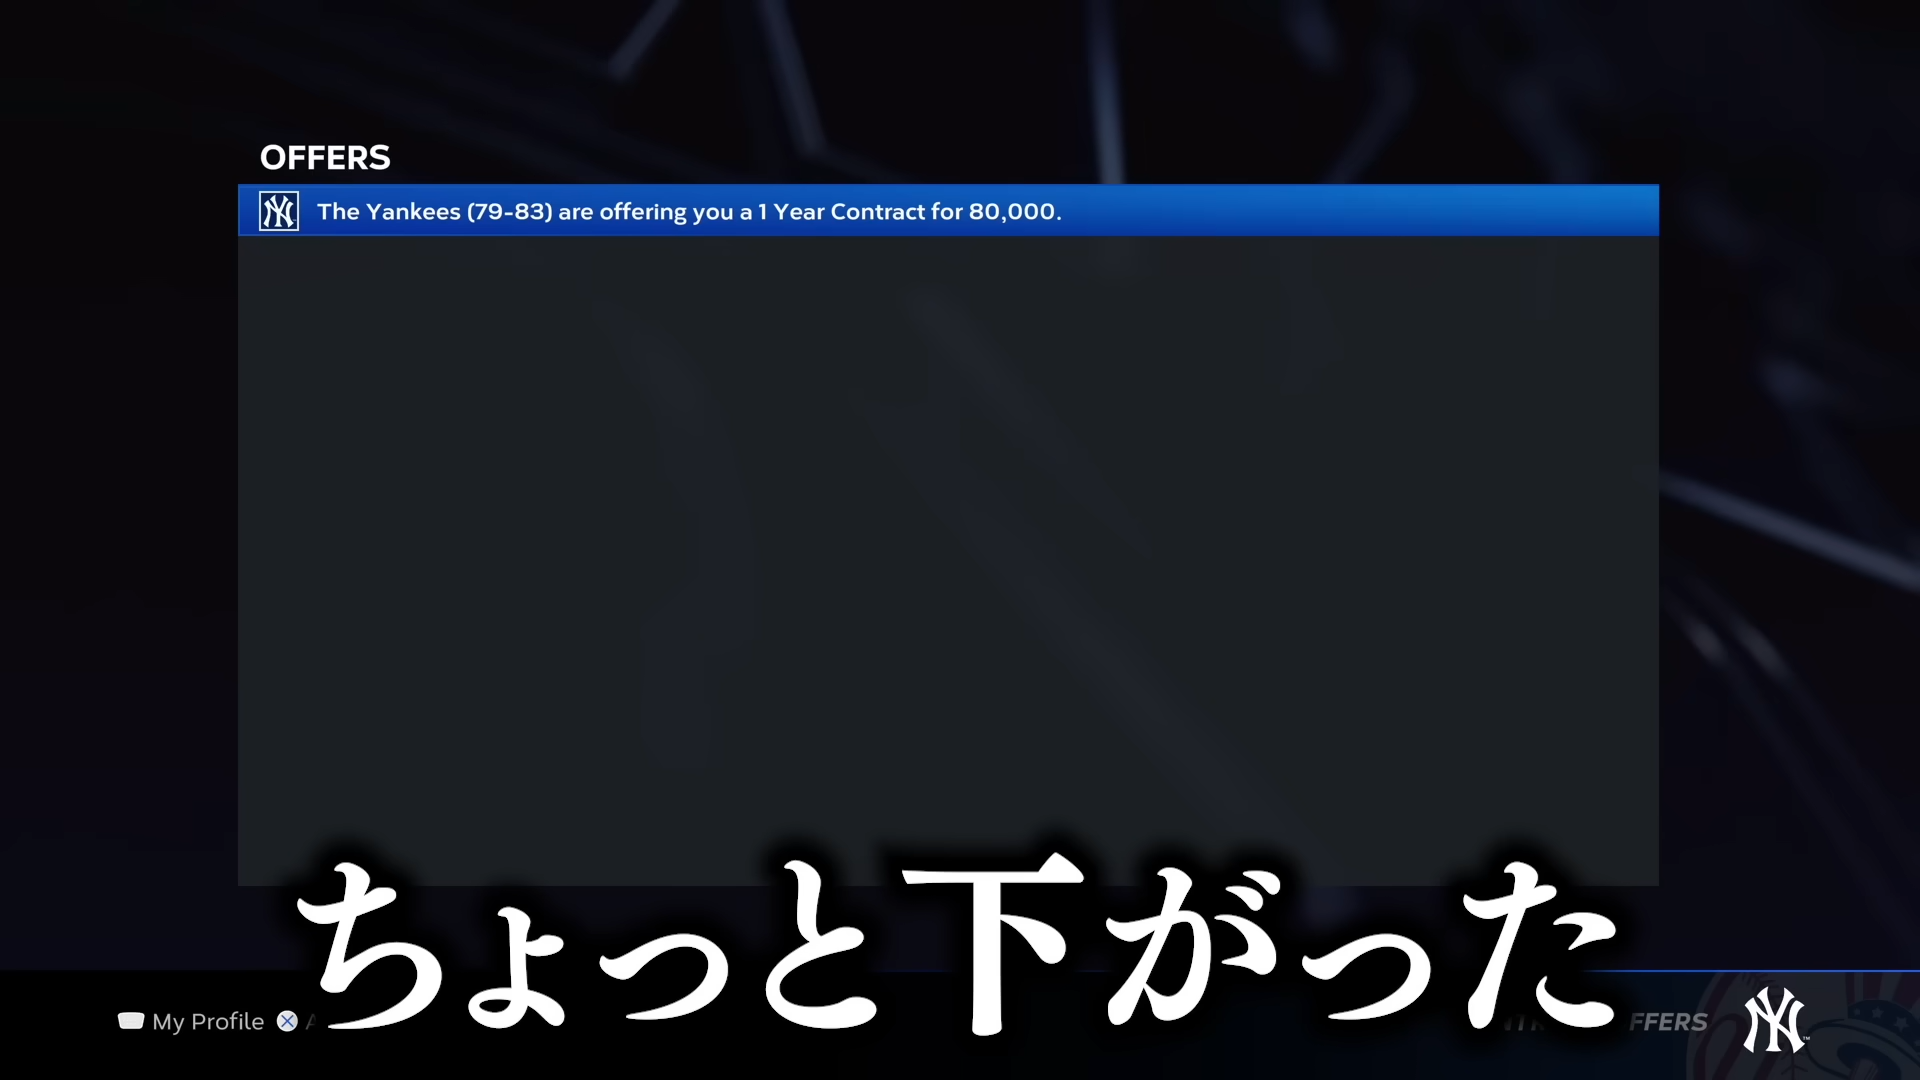 OFFERS
The Yankees (79-83) are offering you a 1 Year Contract for 80,000.
ちょっと下がった
My Profile
FFERS